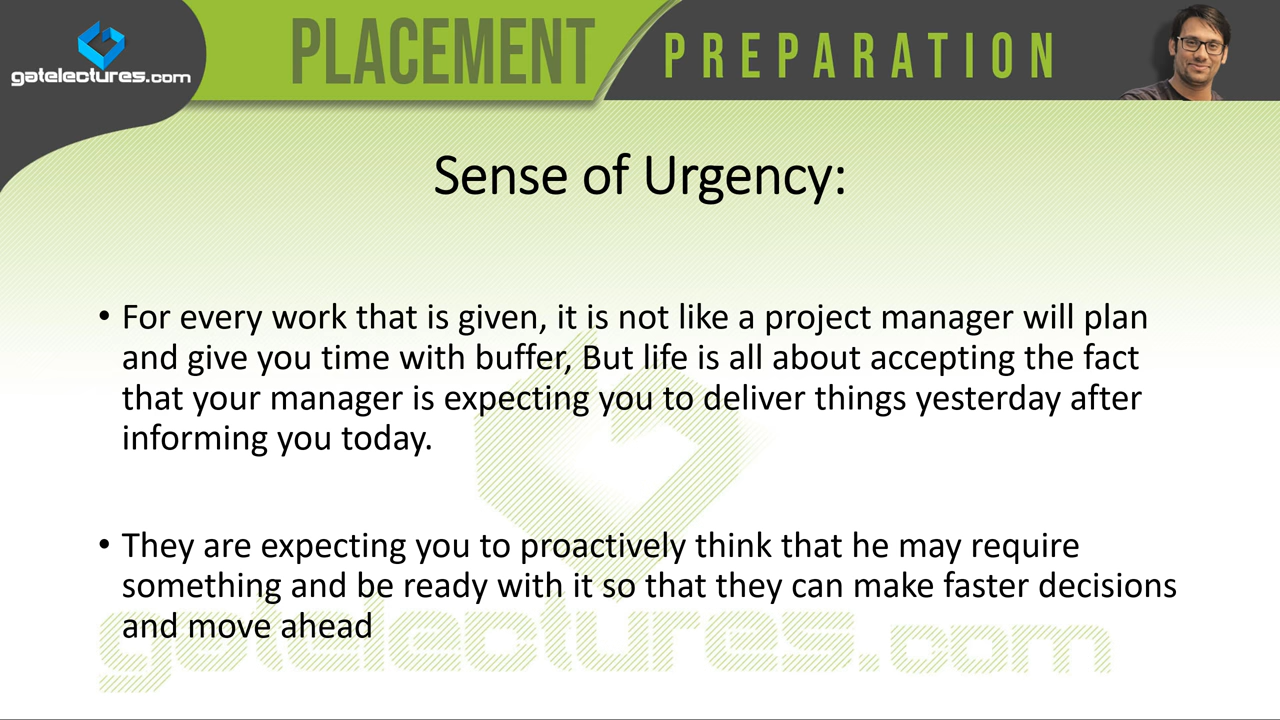 gatelectures.com
PLACEMENT PREPARATION
Sense of Urgency:
• For every work that is given, it is not like a project manager will plan
and give you time with buffer, But life is all about accepting the fact
that your manager is expecting you to deliver things yesterday after
informing you today.
• They are expecting you to proactively think that he may require
something and be ready with it so that they can make faster decisions
and move ahead
gatelectures.com